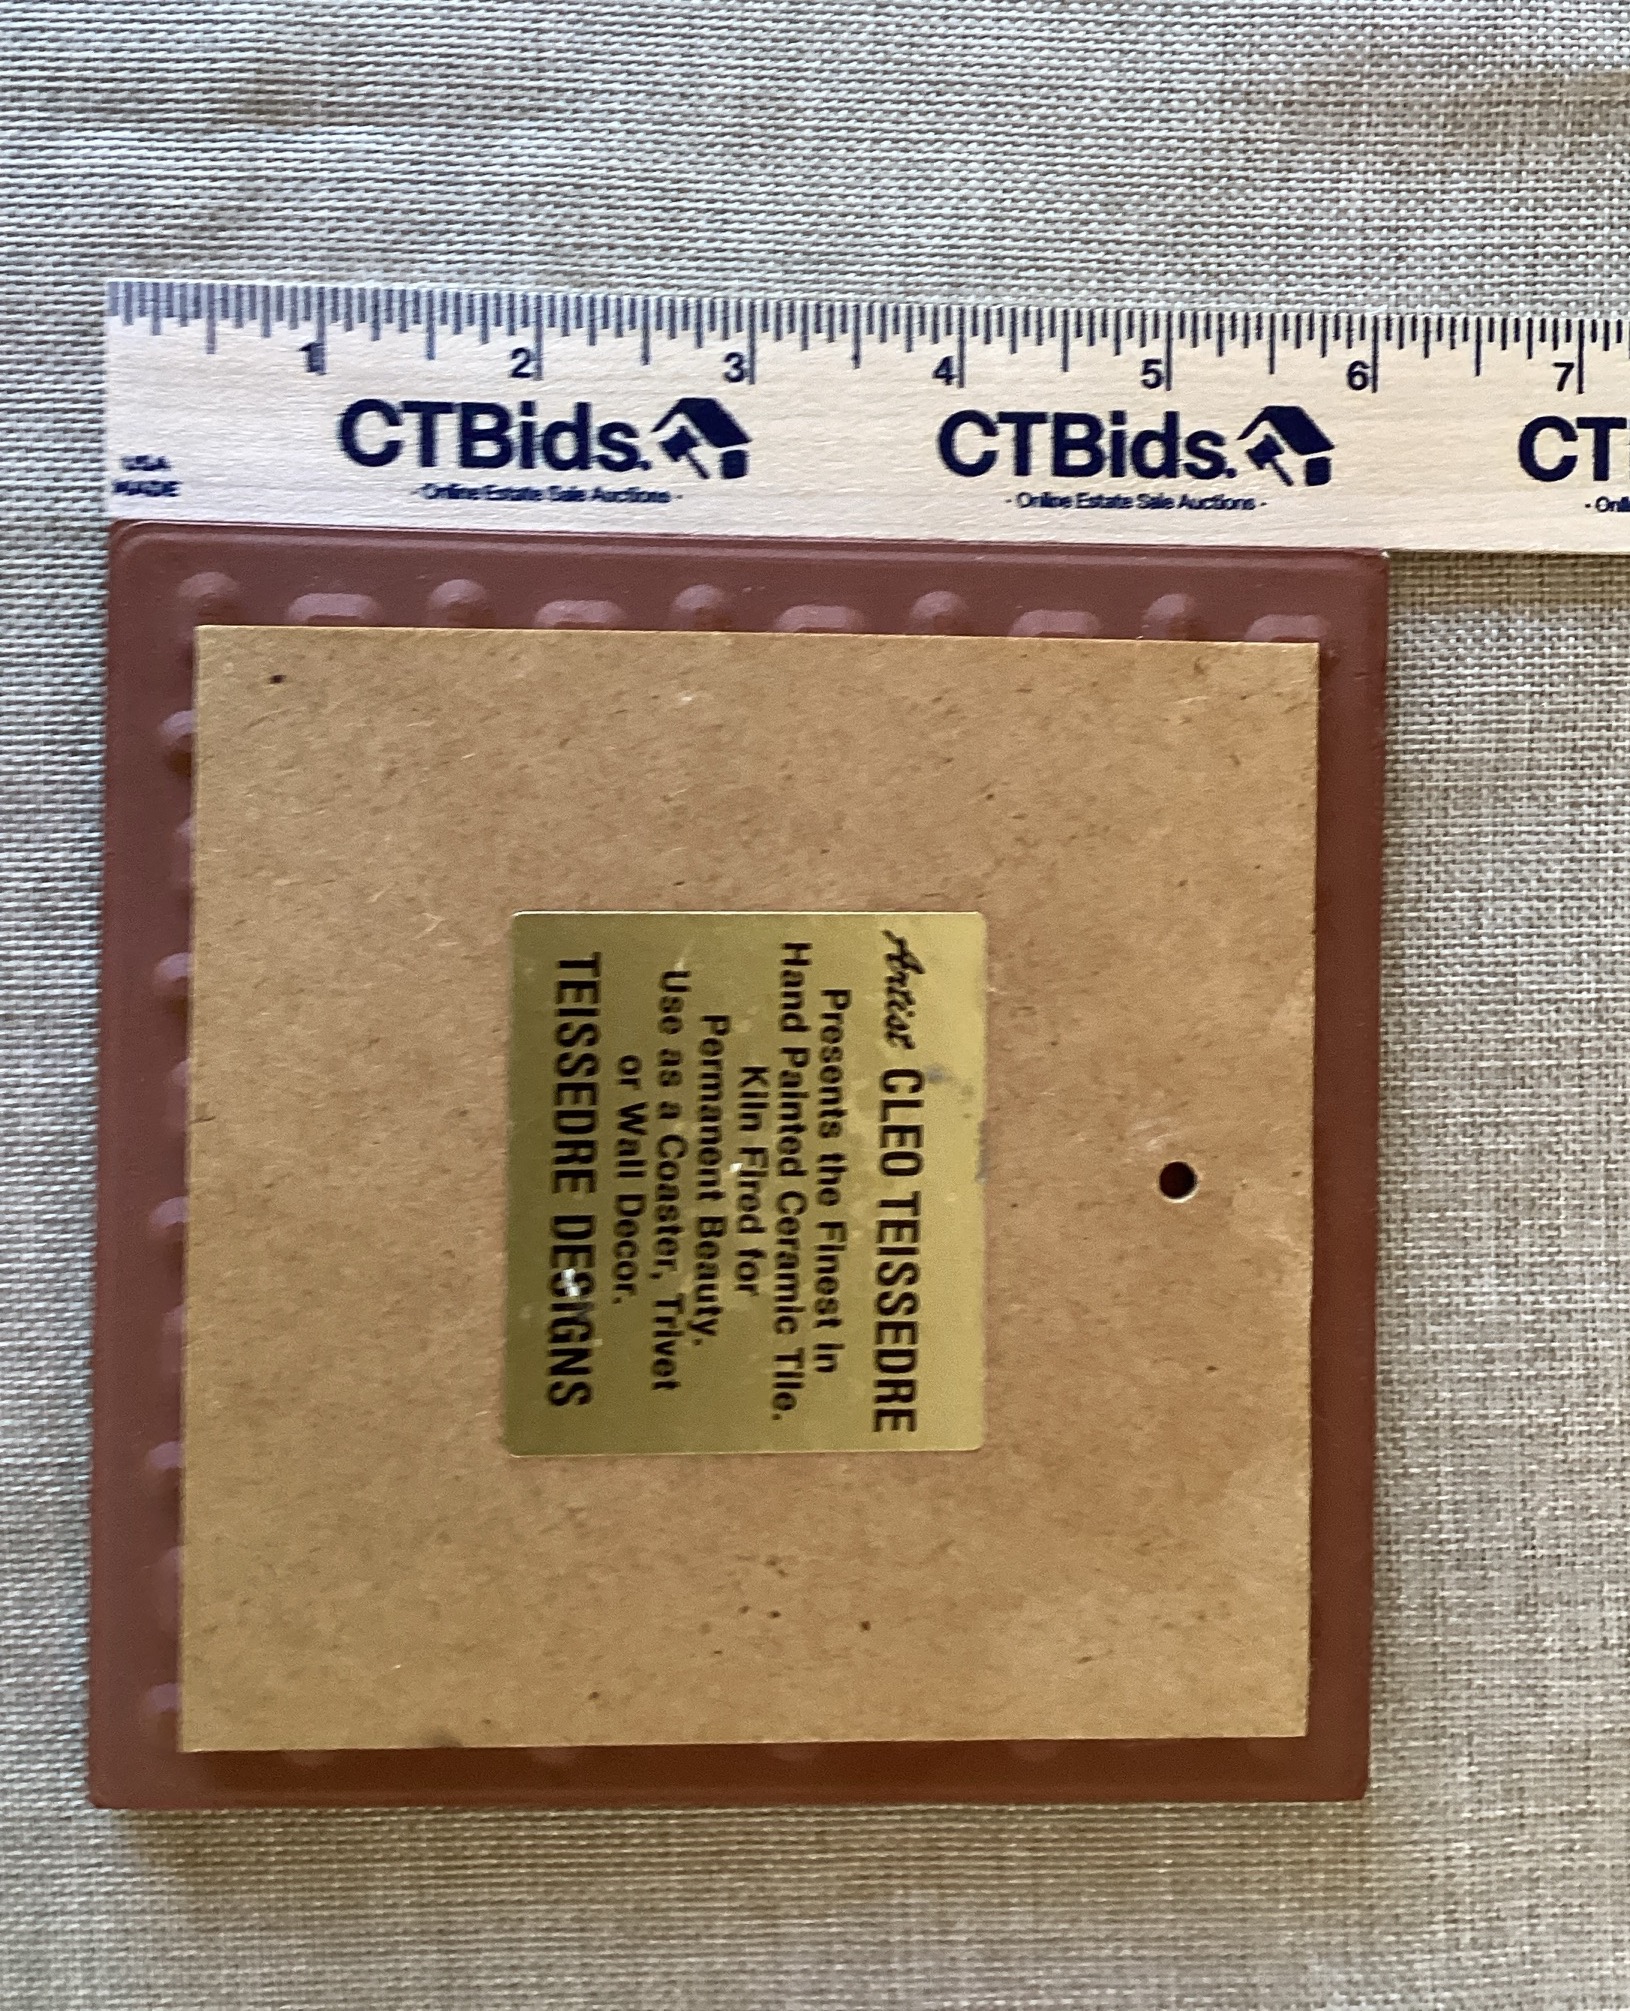 1 2 3 4 5 6 7
USA
MADE
CTBids.
- Online Estate Sale Auctions -
CTBids.
- Online Estate Sale Auctions -
CT
- Onli
Artist CLEO TEISSEDRE
Presents the Finest in
Hand Painted Ceramic Tile.
Kiln Fired for
Permanent Beauty.
Use as a Coaster, Trivet
or Wall Decor.
TEISSEDRE DESIGNS